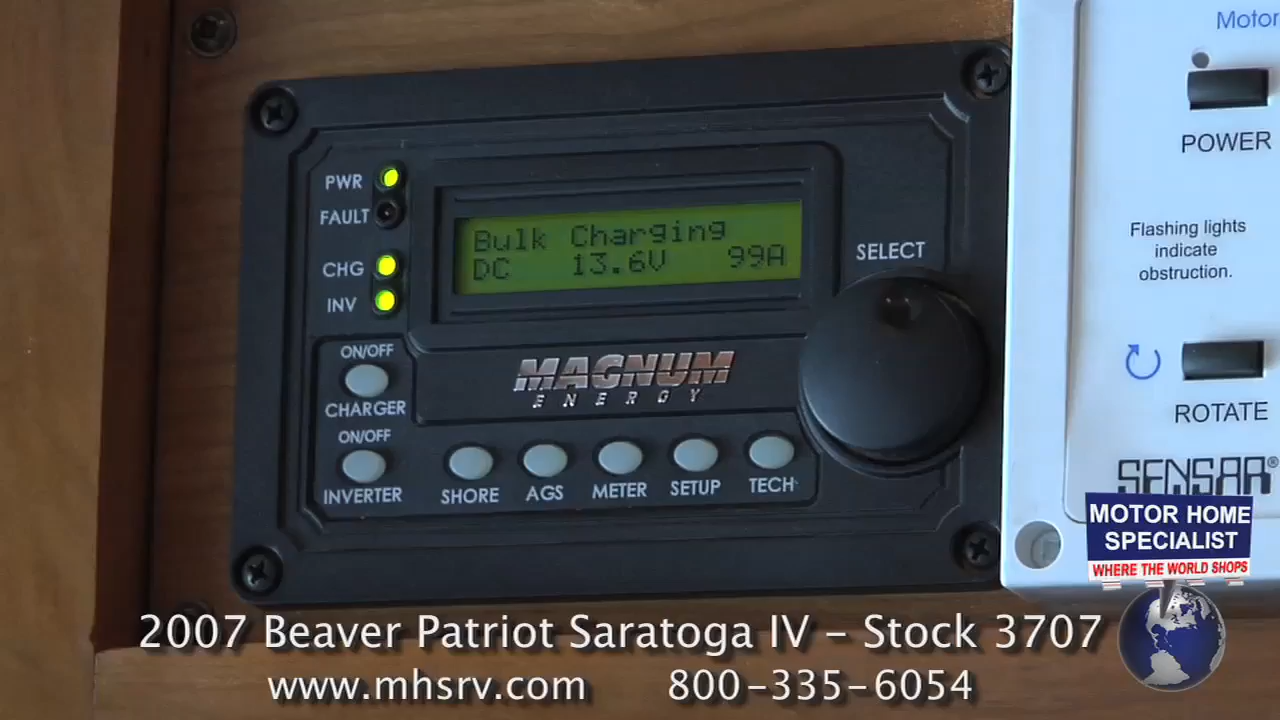 PWR
FAULT
CHG
INV
Bulk Charging
DC 13.6V 99A
SELECT
ON/OFF
CHARGER
ON/OFF
INVERTER
MAGNUM
ENERGY
SHORE
AGS
METER
SETUP
TECH
Motor
POWER
Flashing lights
indicate
obstruction.
ROTATE
SENSAR®
MOTOR HOME
SPECIALIST
WHERE THE WORLD SHOPS
2007 Beaver Patriot Saratoga IV - Stock 3707
www.mhsrv.com 800-335-6054